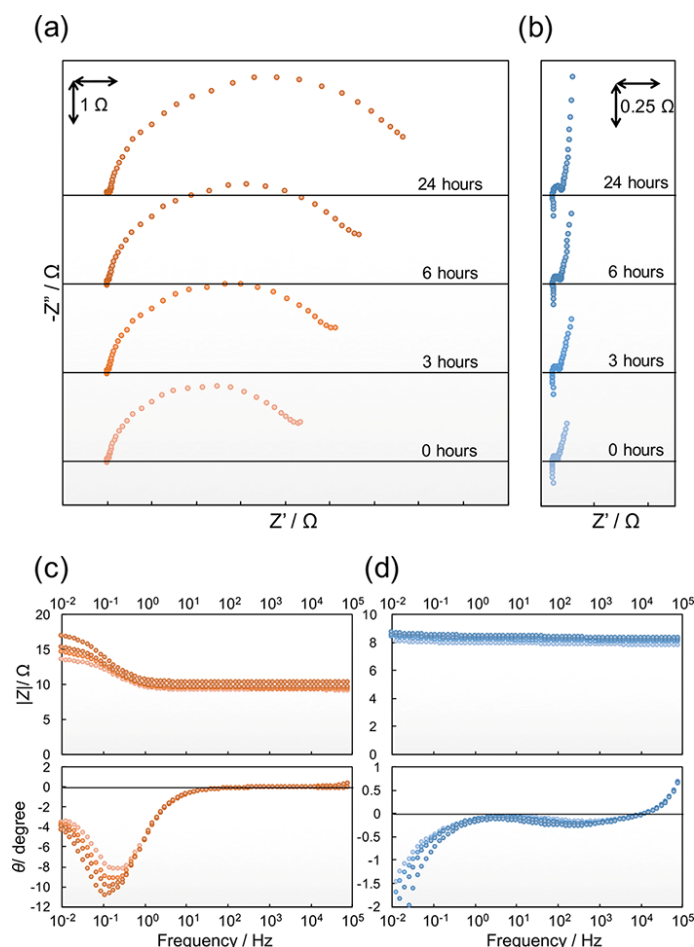 (a) (b)
1 Ω 0.25 Ω
24 hours 24 hours
6 hours 6 hours
3 hours 3 hours
0 hours 0 hours
-Z" / Ω
Z' / Ω Z' / Ω
(c) (d)
10⁻² 10⁻¹ 10⁰ 10¹ 10² 10³ 10⁴ 10⁵ 10⁻² 10⁻¹ 10⁰ 10¹ 10² 10³ 10⁴ 10⁵
|Z|/ Ω
20 10
15 8
10 6
5 4
0 2
0
θ/ degree
2 1
0 0.5
-2 0
-4 -0.5
-6 -1
-8 -1.5
-10 -2
-12
10⁻² 10⁻¹ 10⁰ 10¹ 10² 10³ 10⁴ 10⁵ 10⁻² 10⁻¹ 10⁰ 10¹ 10² 10³ 10⁴ 10⁵
Frequency / Hz Frequency / Hz